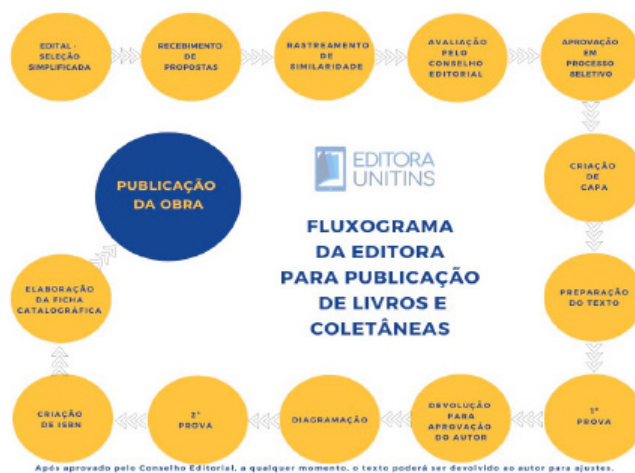 EDITAL -
SELEÇÃO
SIMPLIFICADA
RECEBIMENTO
DE
PROPOSTAS
RASTREAMENTO
DE
SIMILARIDADE
AVALIAÇÃO
PELO
CONSELHO
EDITORIAL
APROVAÇÃO
EM
PROCESSO
SELETIVO
CRIAÇÃO
DE
CAPA
PREPARAÇÃO
DO TEXTO
1ª
PROVA
DEVOLUÇÃO
PARA
APROVAÇÃO
DO AUTOR
DIAGRAMAÇÃO
2ª
PROVA
CRIAÇÃO
DE ISBN
ELABORAÇÃO
DA FICHA
CATALOGRÁFICA
PUBLICAÇÃO
DA OBRA
EDITORA
UNITINS
FLUXOGRAMA
DA EDITORA
PARA PUBLICAÇÃO
DE LIVROS E
COLETÂNEAS
Após aprovado pelo Conselho Editorial, a qualquer momento, o texto poderá ser devolvido ao autor para ajustes.